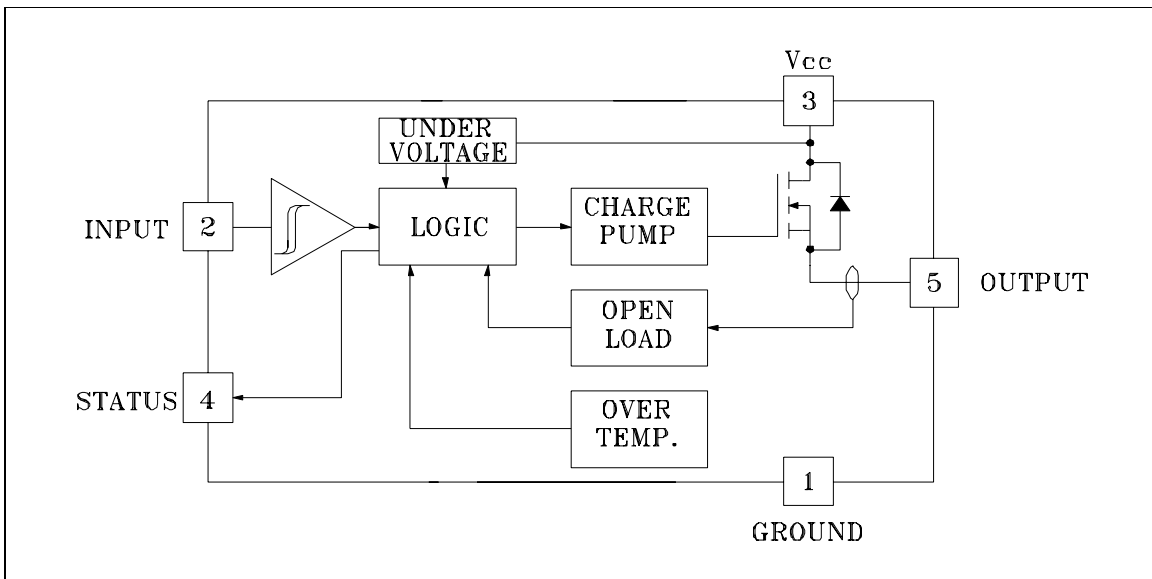 Vcc
3
UNDER
VOLTAGE
INPUT
2
LOGIC
CHARGE
PUMP
5
OUTPUT
OPEN
LOAD
STATUS
4
OVER
TEMP.
1
GROUND